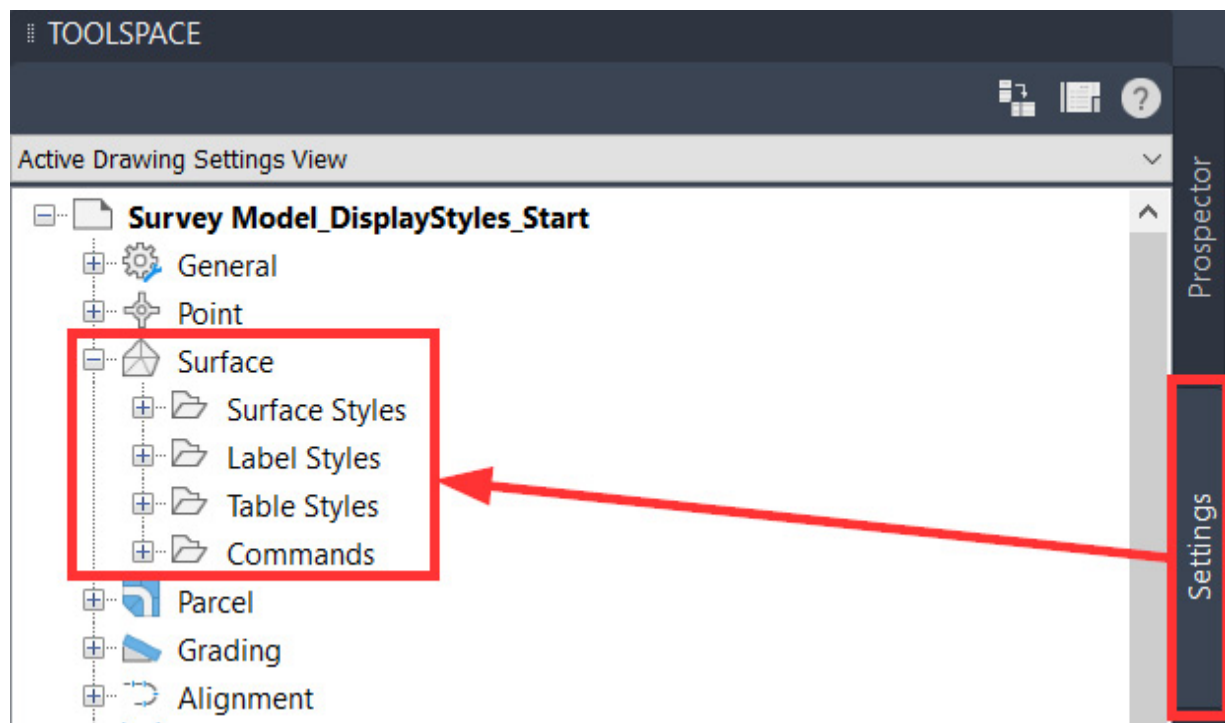 TOOLSPACE
?
Active Drawing Settings View
Survey Model_DisplayStyles_Start
General
Point
Surface
Surface Styles
Label Styles
Table Styles
Commands
Parcel
Grading
Alignment
Prospector
Settings